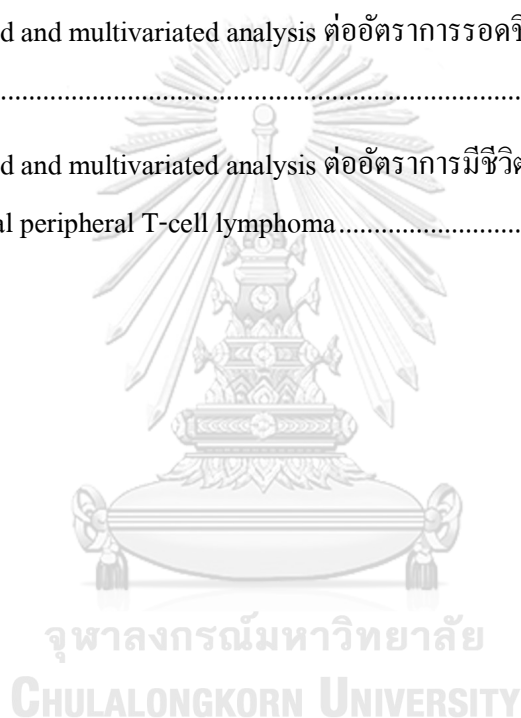 d and multivariated analysis ต่ออัตราการรอดชี
................................................................
d and multivariated analysis ต่ออัตราการมีชีวิต
al peripheral T-cell lymphoma.........................
จุฬาลงกรณ์มหาวิทยาลัย
CHULALONGKORN UNIVERSITY